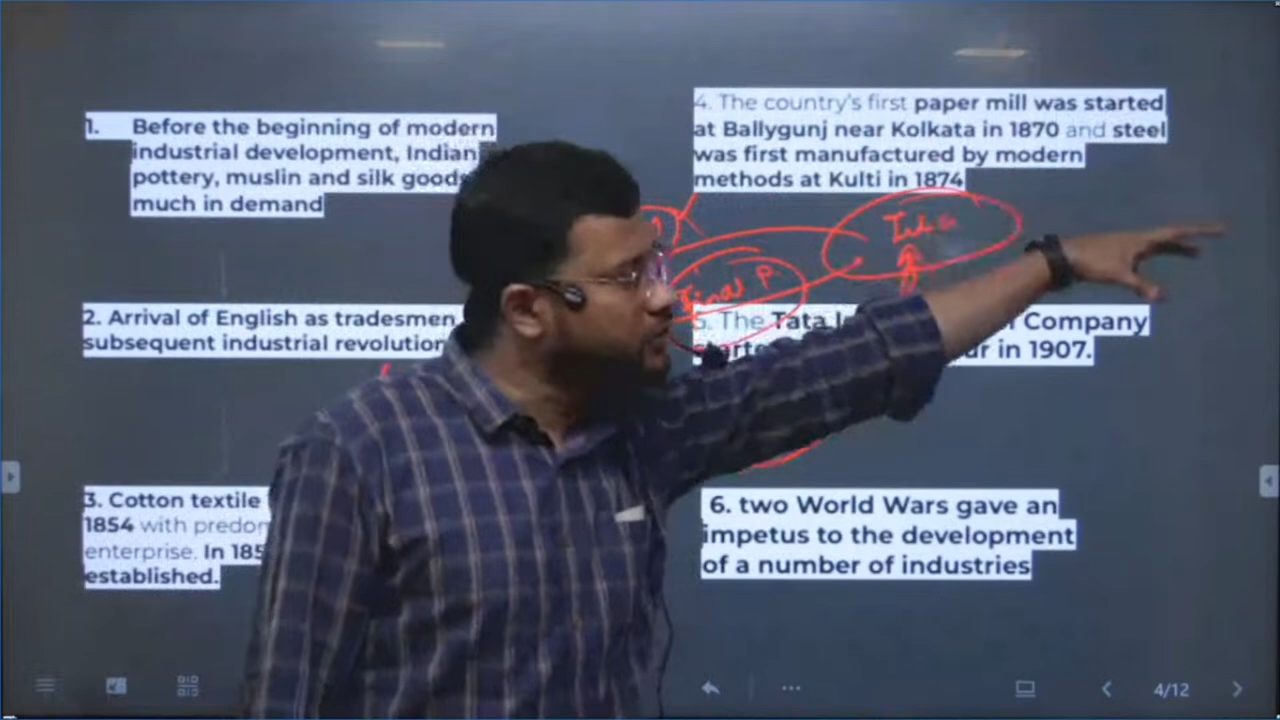 1. Before the beginning of modern
industrial development, Indian
pottery, muslin and silk goods
much in demand
2. Arrival of English as tradesmen
subsequent industrial revolution
3. Cotton textile
1854 with
enterprise. In
established.
4. The country's first paper mill was started
at Ballygunj near Kolkata in 1870 and steel
was first manufactured by modern
methods at Kulti in 1874
P.
5. The Tata Company
in 1907.
6. two World Wars gave an
impetus to the development
of a number of industries
4/12